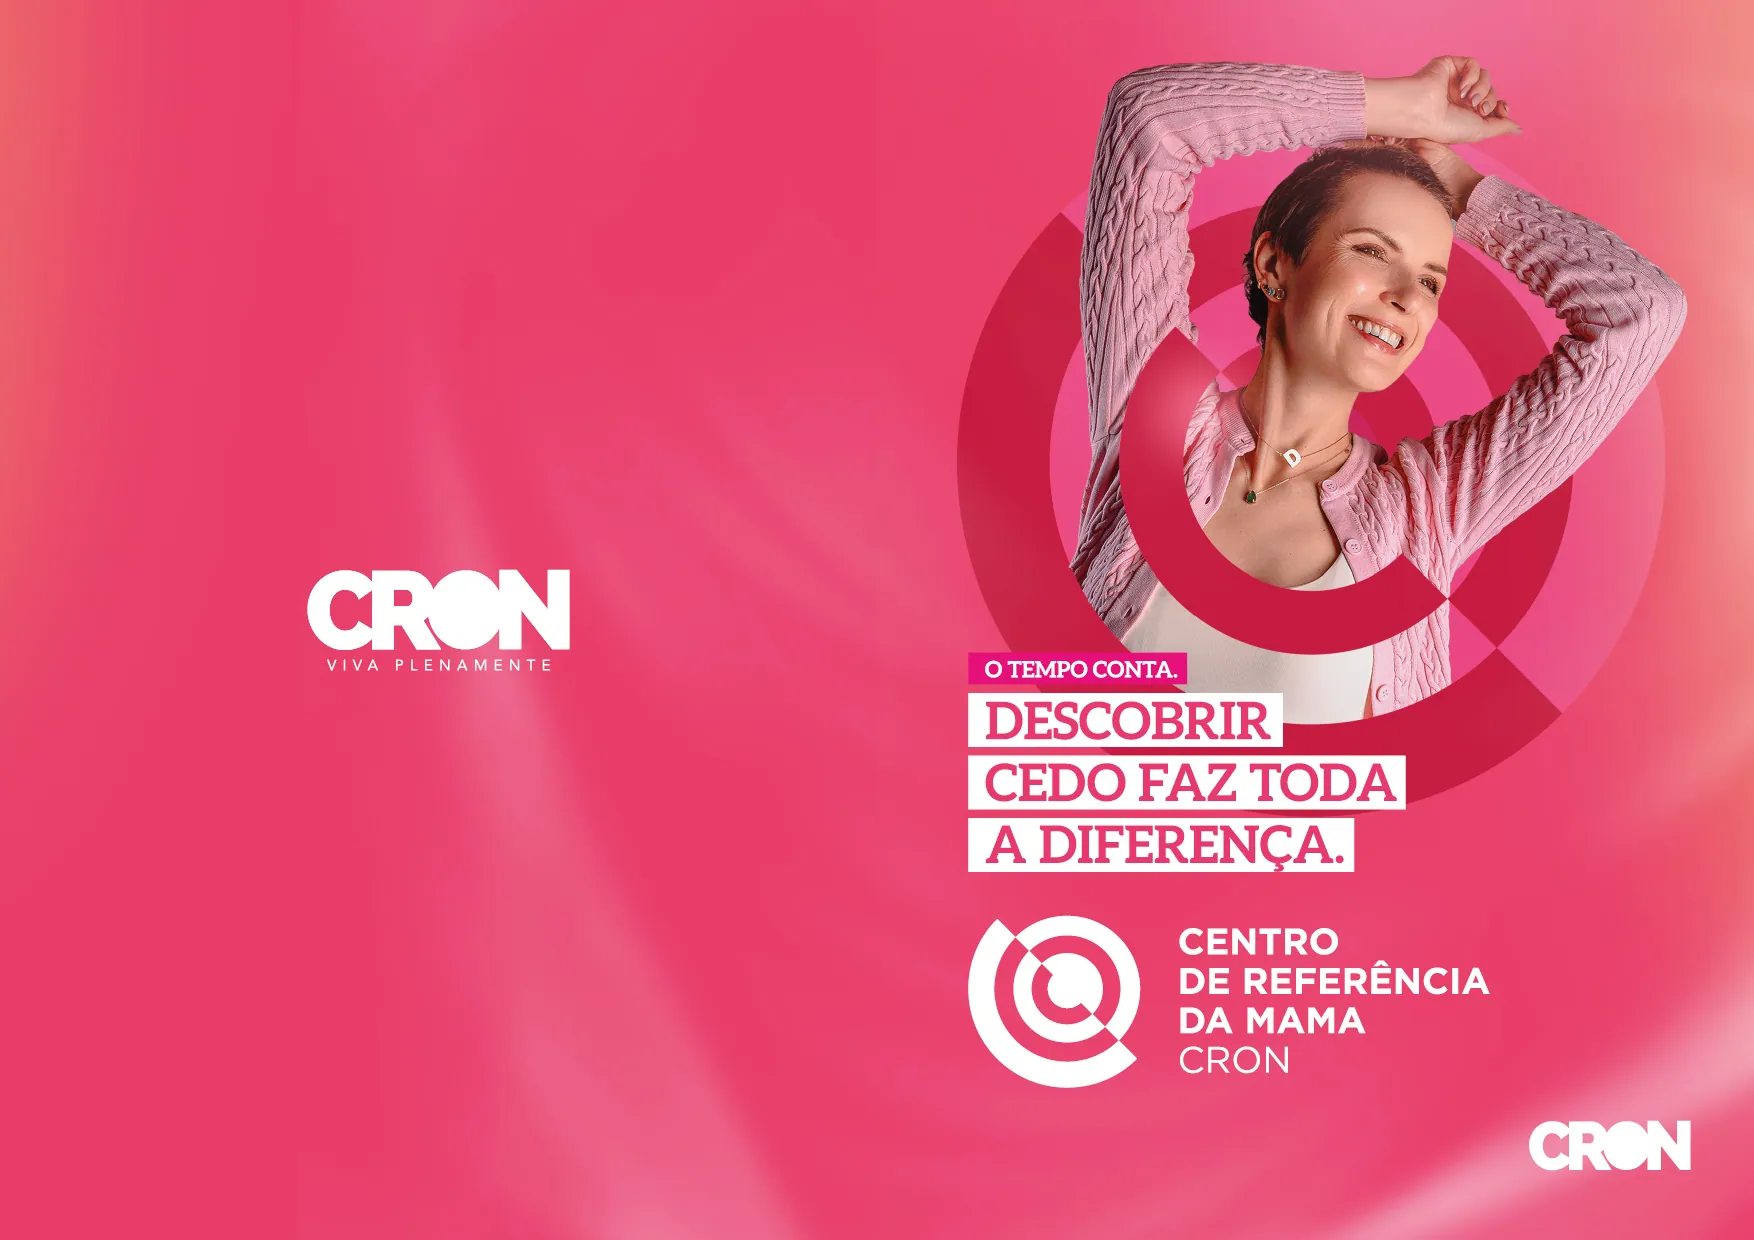 CRON
VIVA PLENAMENTE
D
O TEMPO CONTA.
DESCOBRIR
CEDO FAZ TODA
A DIFERENÇA.
CENTRO
DE REFERÊNCIA
DA MAMA
CRON
CRON